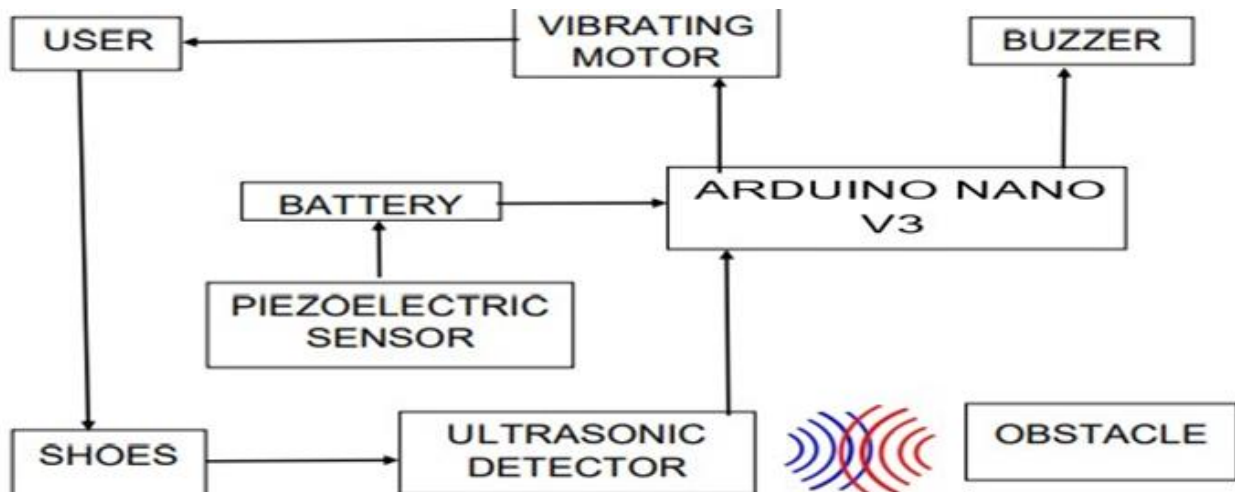 USER
VIBRATING
MOTOR
BUZZER
ARDUINO NANO
V3
BATTERY
PIEZOELECTRIC
SENSOR
SHOES
ULTRASONIC
DETECTOR
OBSTACLE